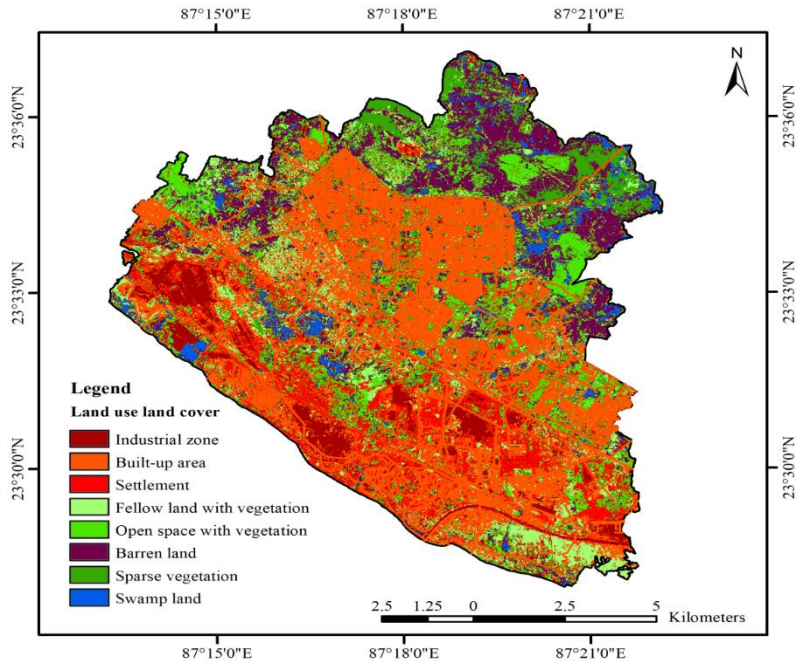 87°15'0"E 87°18'0"E 87°21'0"E
N
23°36'0"N 23°36'0"N
23°33'0"N 23°33'0"N
23°30'0"N 23°30'0"N
Legend
Land use land cover
Industrial zone
Built-up area
Settlement
Fellow land with vegetation
Open space with vegetation
Barren land
Sparse vegetation
Swamp land
2.5 1.25 0 2.5 5 Kilometers
87°15'0"E 87°18'0"E 87°21'0"E